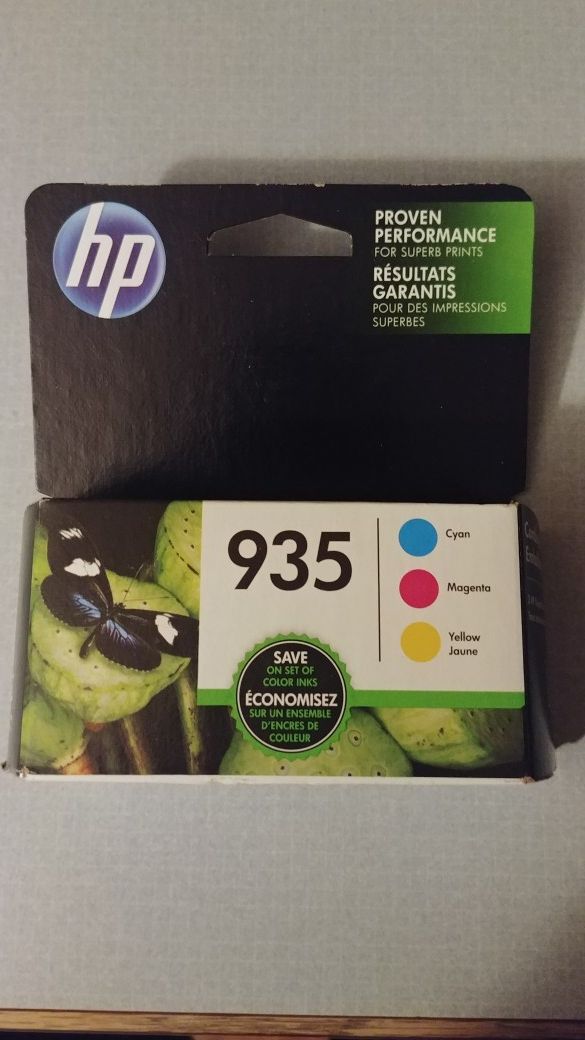 hp
PROVEN
PERFORMANCE
FOR SUPERB PRINTS
RÉSULTATS
GARANTIS
POUR DES IMPRESSIONS
SUPERBES
935
Cyan
Magenta
Yellow
Jaune
SAVE
ON SET OF
COLOR INKS
ÉCONOMISEZ
SUR UN ENSEMBLE
D'ENCRES DE
COULEUR